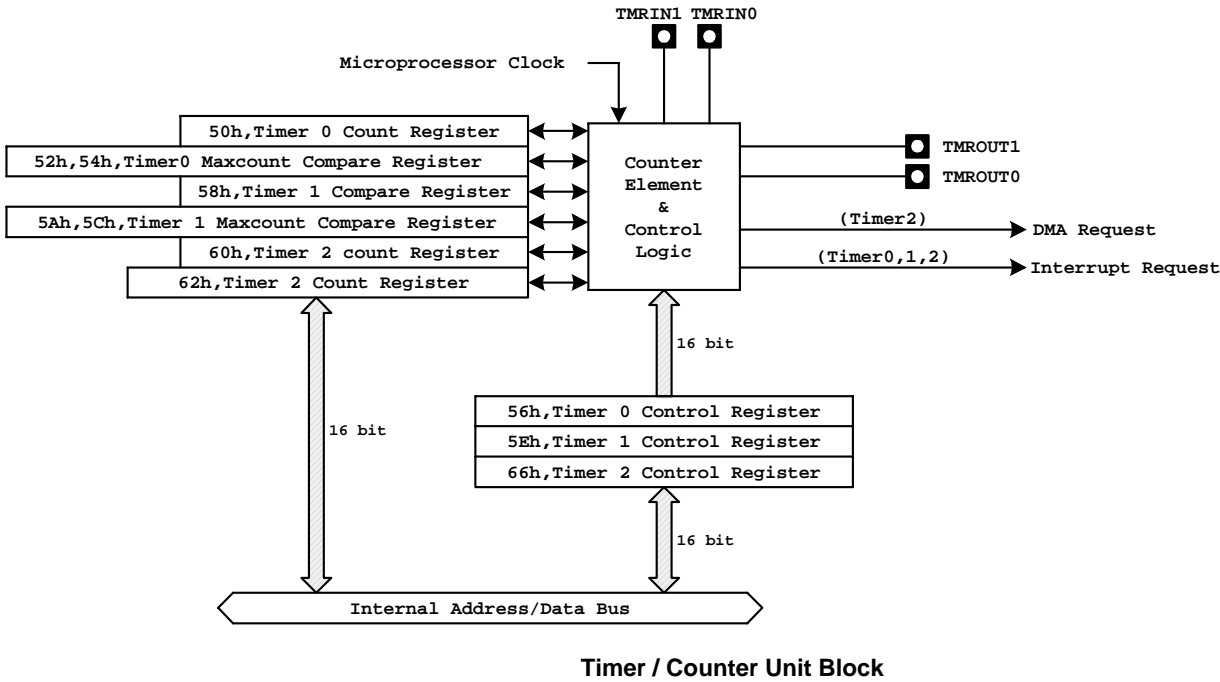 TMRIN1 TMRIN0
Microprocessor Clock
50h,Timer 0 Count Register
52h,54h,Timer0 Maxcount Compare Register
58h,Timer 1 Compare Register
5Ah,5Ch,Timer 1 Maxcount Compare Register
60h,Timer 2 count Register
62h,Timer 2 Count Register
Counter
Element
&
Control
Logic
TMROUT1
TMROUT0
(Timer2)
DMA Request
(Timer0,1,2)
Interrupt Request
16 bit
56h,Timer 0 Control Register
5Eh,Timer 1 Control Register
66h,Timer 2 Control Register
16 bit
16 bit
Internal Address/Data Bus
Timer / Counter Unit Block